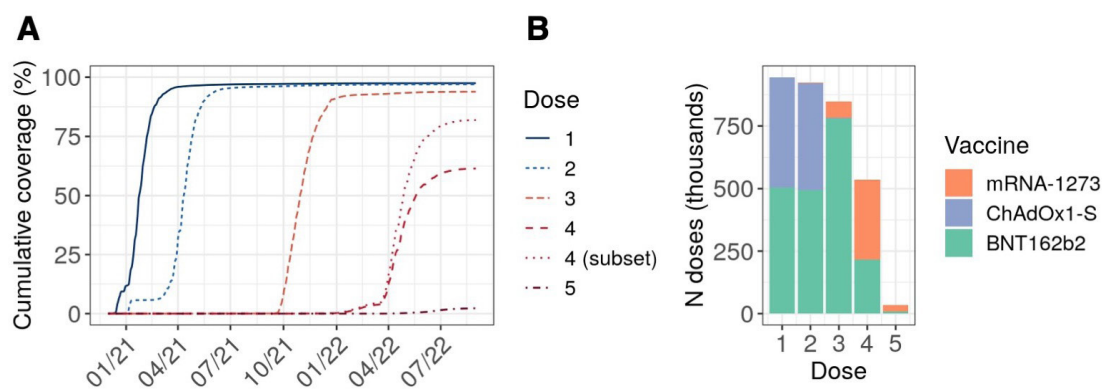 A
Cumulative coverage (%)
100
75
50
25
0
01/21
04/21
07/21
10/21
01/22
04/22
07/22
Dose
1
2
3
4
4 (subset)
5
B
N doses (thousands)
750
500
250
0
1 2 3 4 5
Dose
Vaccine
mRNA-1273
ChAdOx1-S
BNT162b2